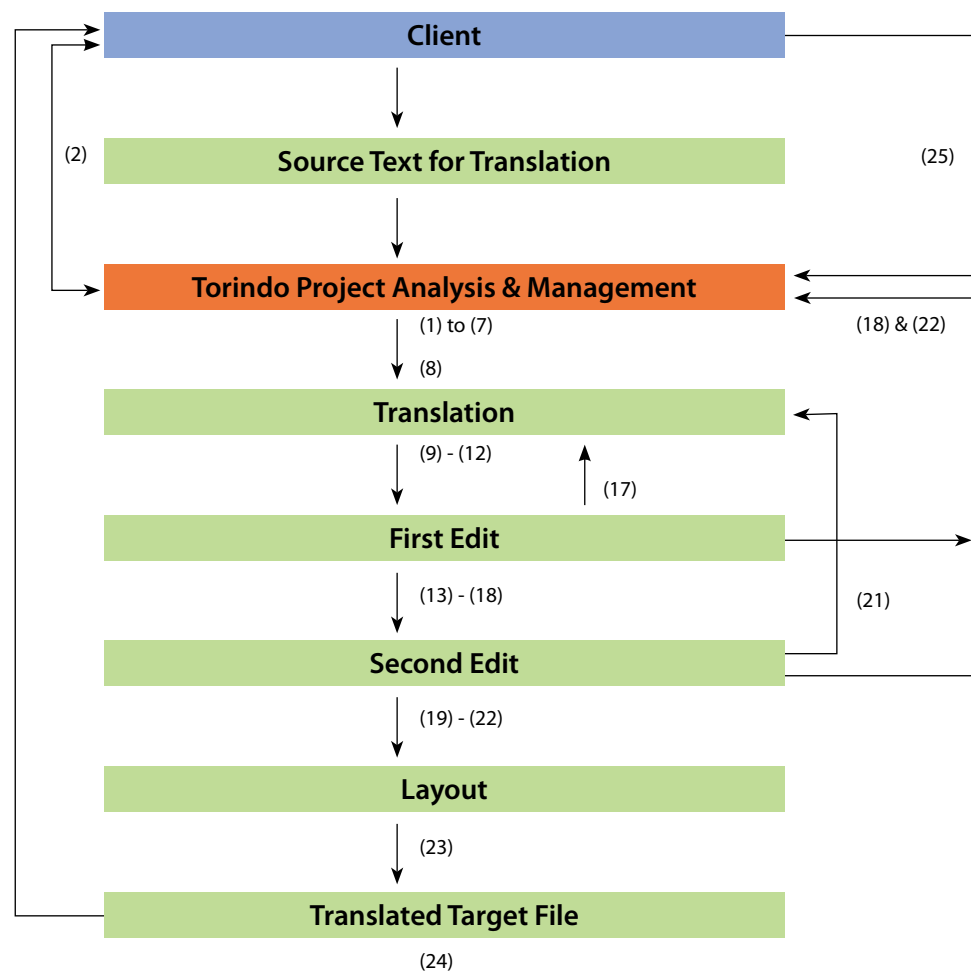 Client
(2)
(25)
Source Text for Translation
Torindo Project Analysis & Management
(1) to (7)
(18) & (22)
(8)
Translation
(9) - (12)
(17)
First Edit
(13) - (18)
(21)
Second Edit
(19) - (22)
Layout
(23)
Translated Target File
(24)